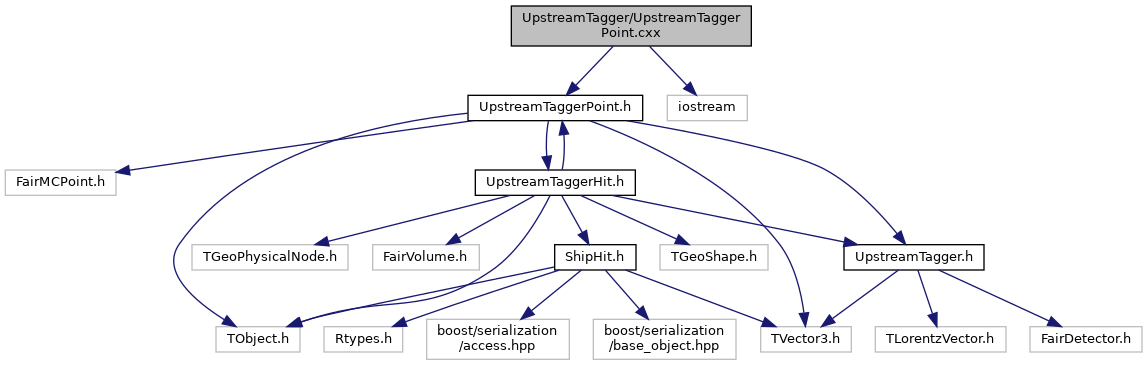 UpstreamTagger/UpstreamTagger
Point.cxx
UpstreamTaggerPoint.h
iostream
FairMCPoint.h
UpstreamTaggerHit.h
TGeoPhysicalNode.h
FairVolume.h
ShipHit.h
TGeoShape.h
UpstreamTagger.h
TObject.h
Rtypes.h
boost/serialization
/access.hpp
boost/serialization
/base_object.hpp
TVector3.h
TLorentzVector.h
FairDetector.h